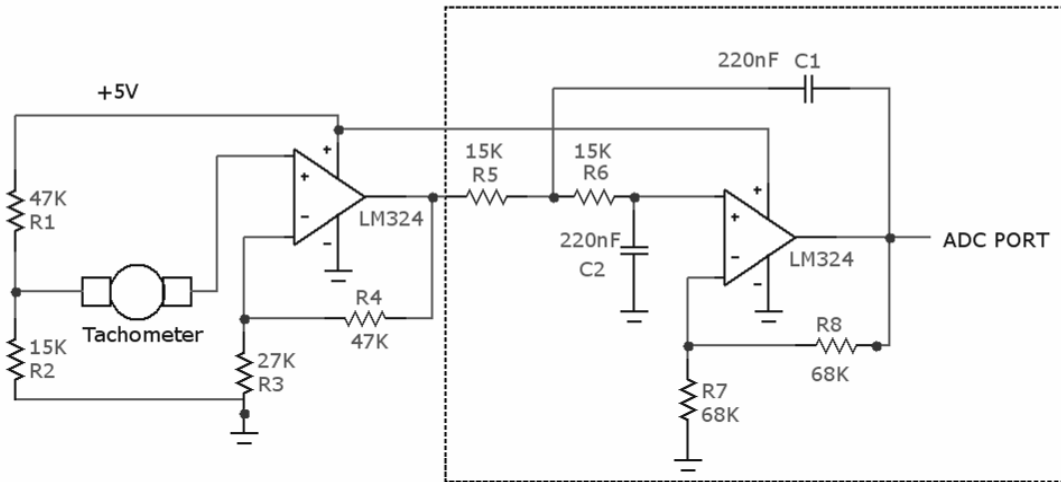 +5V
47K
R1
15K
R2
Tachometer
+
+
−
−
LM324
R4
47K
27K
R3
15K
R5
15K
R6
220nF C1
220nF
C2
+
+
−
−
LM324
ADC PORT
R8
68K
R7
68K